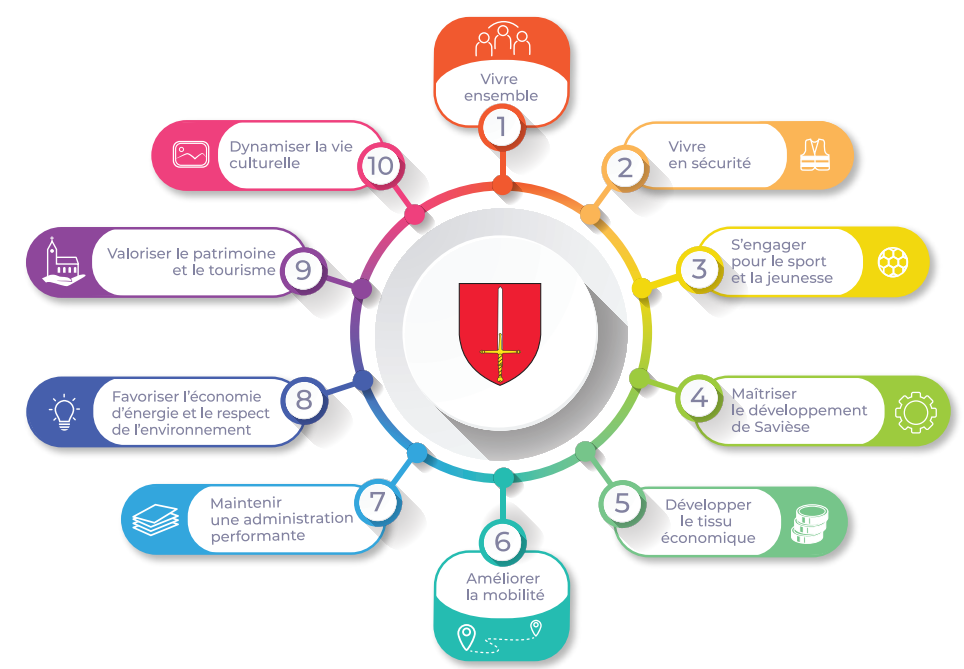 Vivre
ensemble
1
2
Vivre
en sécurité
3
S'engager
pour le sport
et la jeunesse
4
Maîtriser
le développement
de Savièse
5
Développer
le tissu
économique
6
Améliorer
la mobilité
7
Maintenir
une administration
performante
8
Favoriser l'économie
d'énergie et le respect
de l'environnement
9
Valoriser le patrimoine
et le tourisme
10
Dynamiser la vie
culturelle